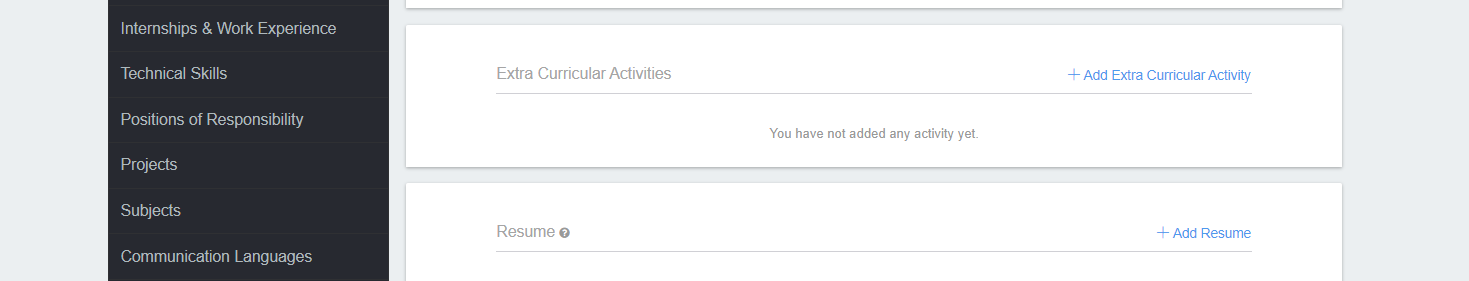 Internships & Work Experience
Technical Skills
Positions of Responsibility
Projects
Subjects
Communication Languages
Extra Curricular Activities
+ Add Extra Curricular Activity
You have not added any activity yet.
Resume ?
+ Add Resume